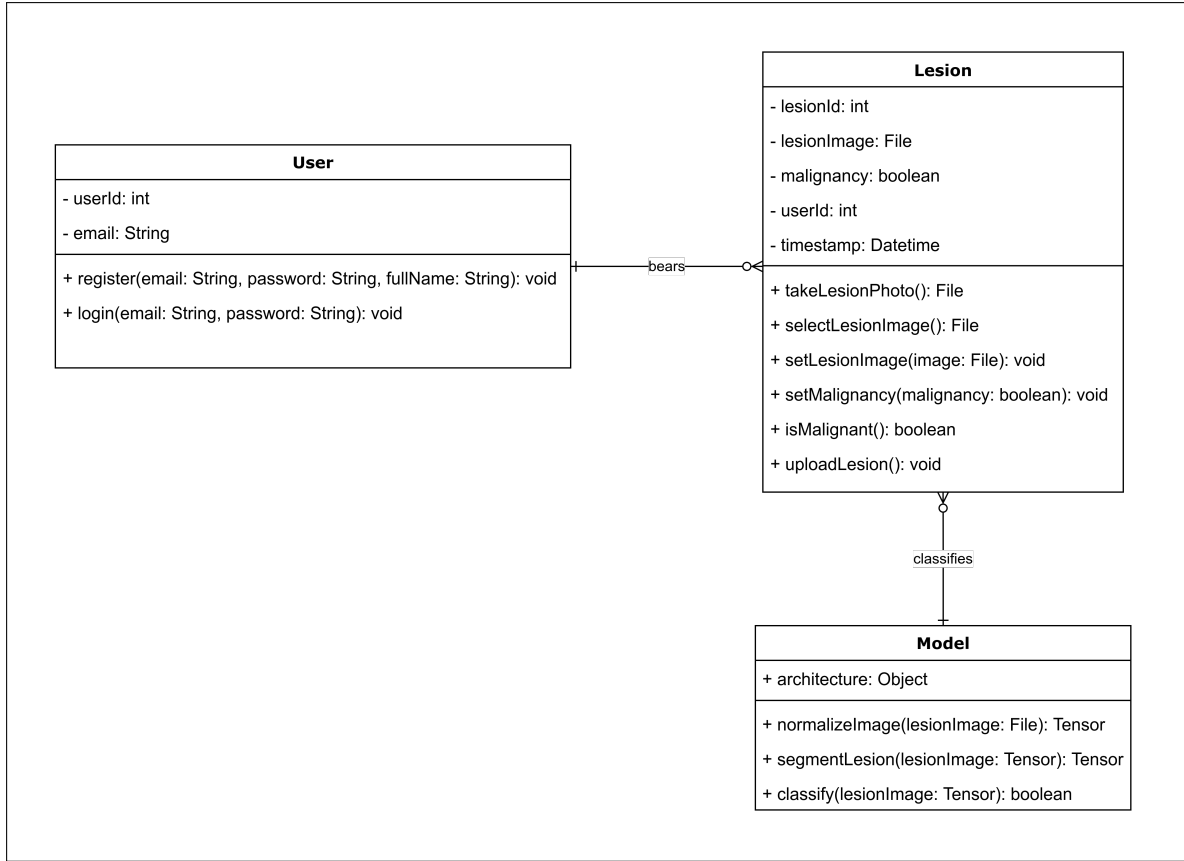 User
- userId: int
- email: String
+ register(email: String, password: String, fullName: String): void
+ login(email: String, password: String): void
bears
Lesion
- lesionId: int
- lesionImage: File
- malignancy: boolean
- userId: int
- timestamp: Datetime
+ takeLesionPhoto(): File
+ selectLesionImage(): File
+ setLesionImage(image: File): void
+ setMalignancy(malignancy: boolean): void
+ isMalignant(): boolean
+ uploadLesion(): void
classifies
Model
+ architecture: Object
+ normalizeImage(lesionImage: File): Tensor
+ segmentLesion(lesionImage: Tensor): Tensor
+ classify(lesionImage: Tensor): boolean